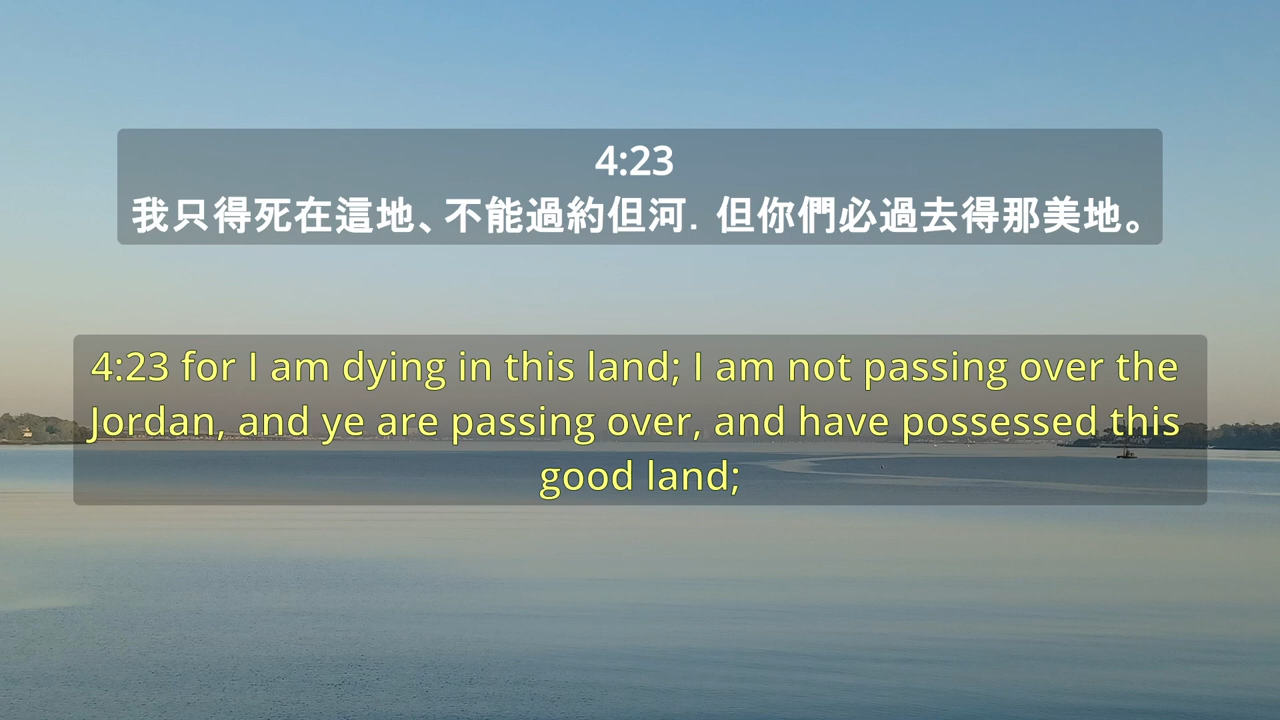 4:23
我只得死在這地、不能過約但河．但你們必過去得那美地。
4:23 for I am dying in this land; I am not passing over the
Jordan, and ye are passing over, and have possessed this
good land;